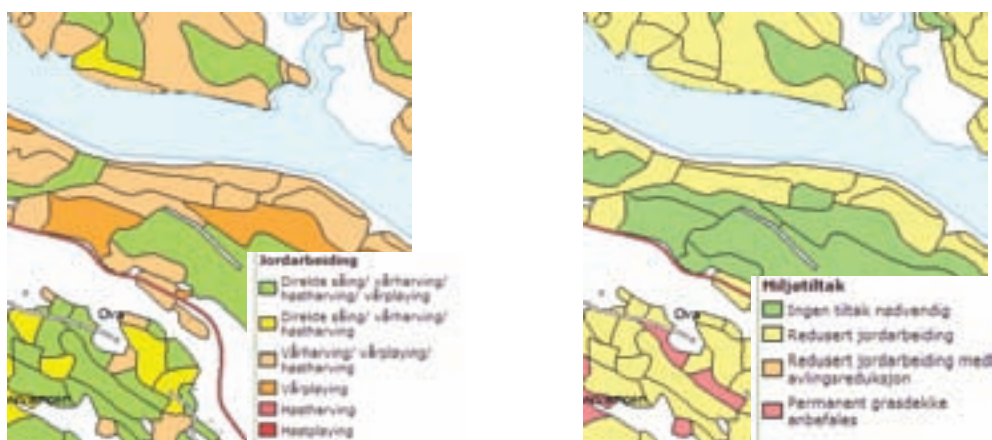 Jordarbeiding
Direkte såing/ vårharving/
høstharving/ vårpløying
Direkte såing/ vårharving/
høstharving
Vårharving/ vårpløying/
høstharving
Vårpløying
Høstharving
Høstpløying
Ova
Miljøtiltak
Ingen tiltak nødvendig
Redusert jordarbeiding
Redusert jordarbeiding med
avlingsreduksjon
Permanent grasdekke
anbefales
Ova